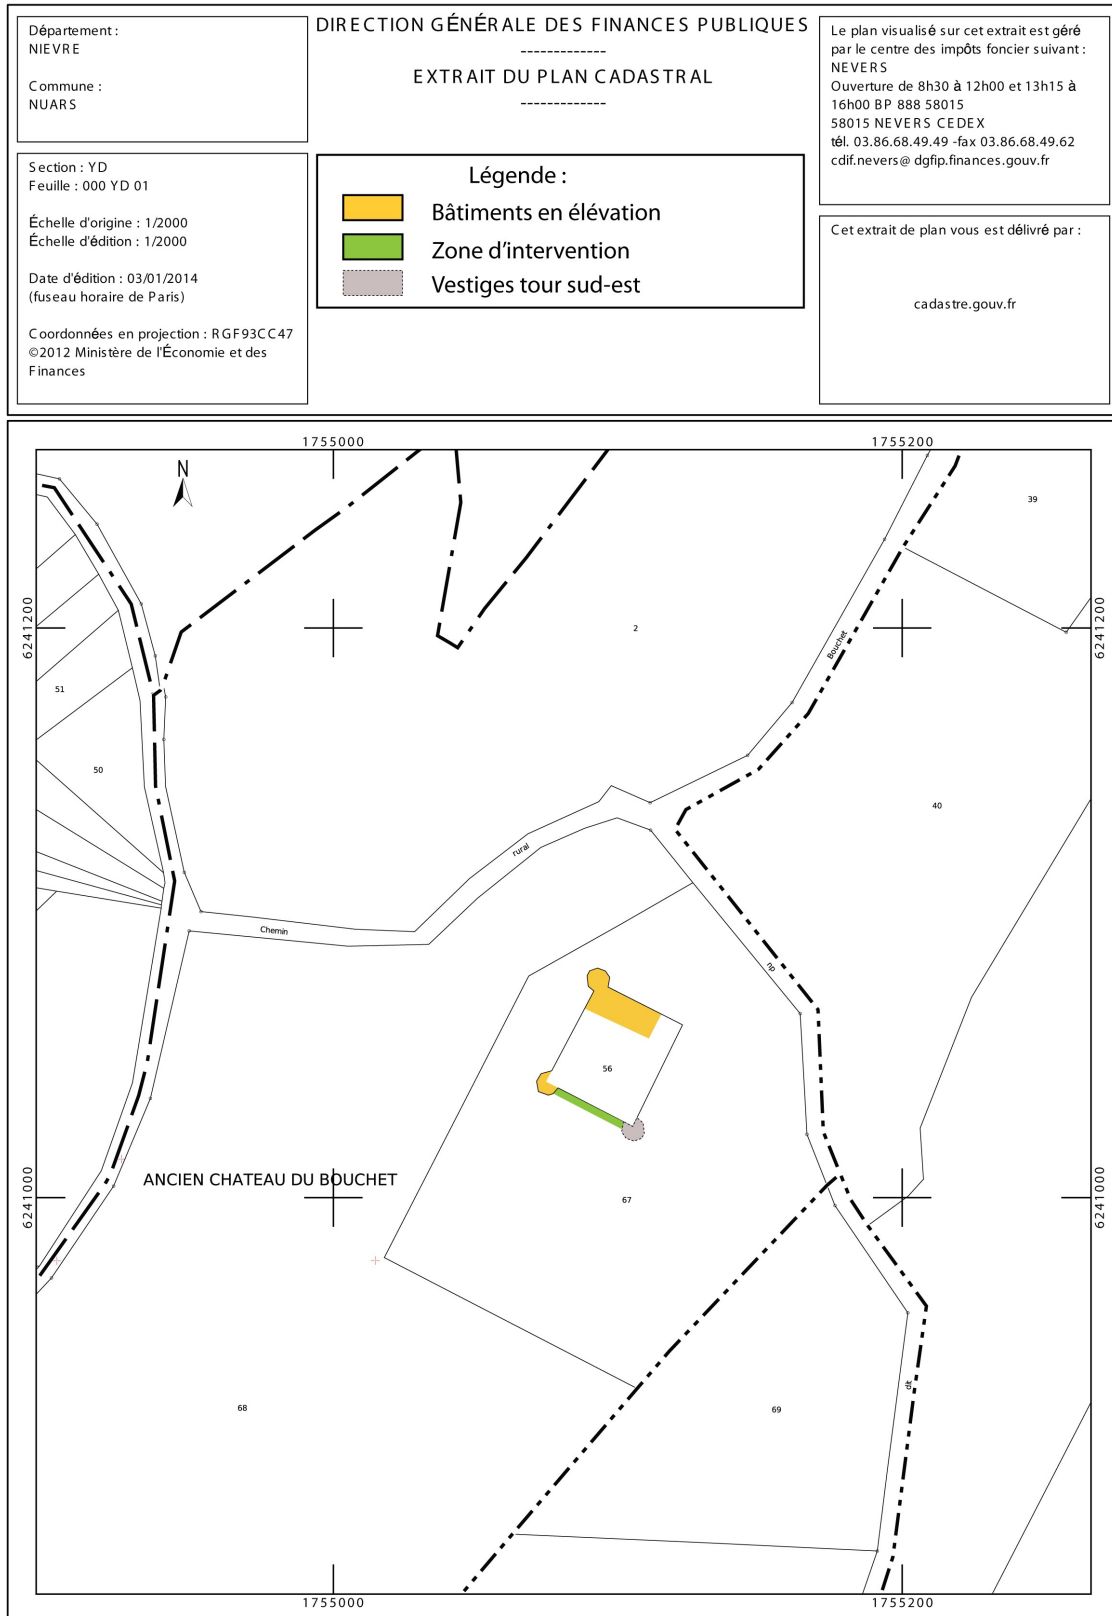 Département :
NIEVRE
Commune :
NUARS
Section : YD
Feuille : 000 YD 01
Échelle d'origine : 1/2000
Échelle d'édition : 1/2000
Date d'édition : 03/01/2014
(fuseau horaire de Paris)
Coordonnées en projection : RGF93CC47
©2012 Ministère de l'Économie et des
Finances
DIRECTION GÉNÉRALE DES FINANCES PUBLIQUES
-------------
EXTRAIT DU PLAN CADASTRAL
-------------
Légende :
Bâtiments en élévation
Zone d'intervention
Vestiges tour sud-est
Le plan visualisé sur cet extrait est géré
par le centre des impôts foncier suivant :
NEVERS
Ouverture de 8h30 à 12h00 et 13h15 à
16h00 BP 888 58015
58015 NEVERS CEDEX
tél. 03.86.68.49.49 -fax 03.86.68.49.62
cdif.nevers@ dgfip.finances.gouv.fr
Cet extrait de plan vous est délivré par :
cadastre.gouv.fr
1755000
1755200
N
39
6241200
6241200
2
Bouchet
51
50
40
rural
Chemin
np
56
ANCIEN CHATEAU DU BOUCHET
67
6241000
6241000
dit
68
69
1755000
1755200